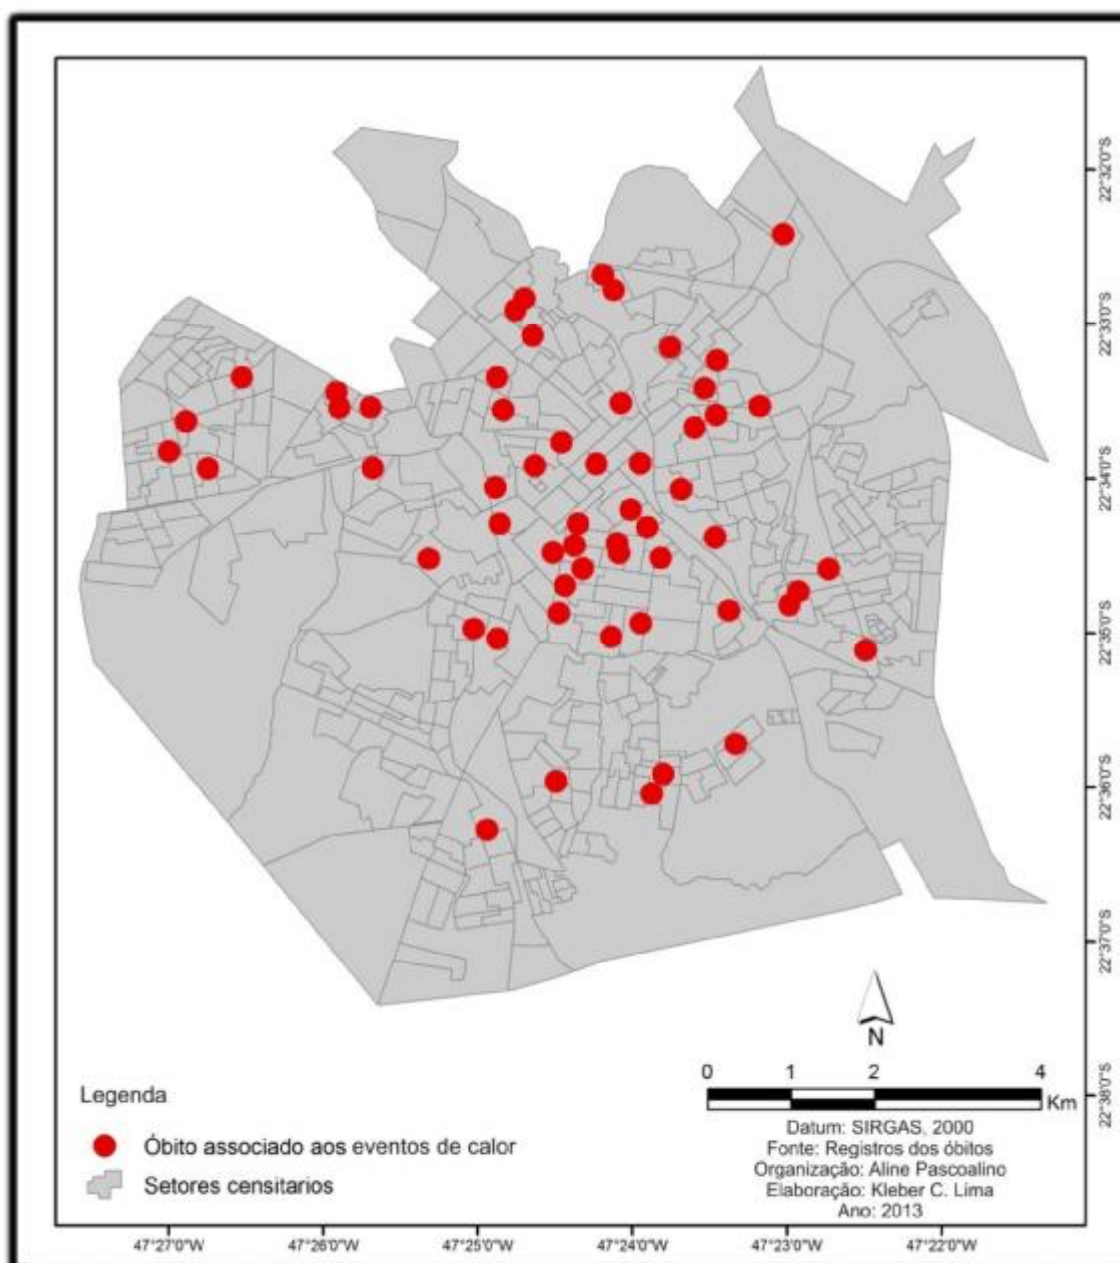 22°32'0"S
22°33'0"S
22°34'0"S
22°35'0"S
22°36'0"S
22°37'0"S
22°38'0"S
N
0 1 2 4
Km
Legenda
Óbito associado aos eventos de calor
Setores censitarios
Datum: SIRGAS, 2000
Fonte: Registros dos óbitos
Organização: Aline Pascoalino
Elaboração: Kleber C. Lima
Ano: 2013
47°27'0"W 47°26'0"W 47°25'0"W 47°24'0"W 47°23'0"W 47°22'0"W